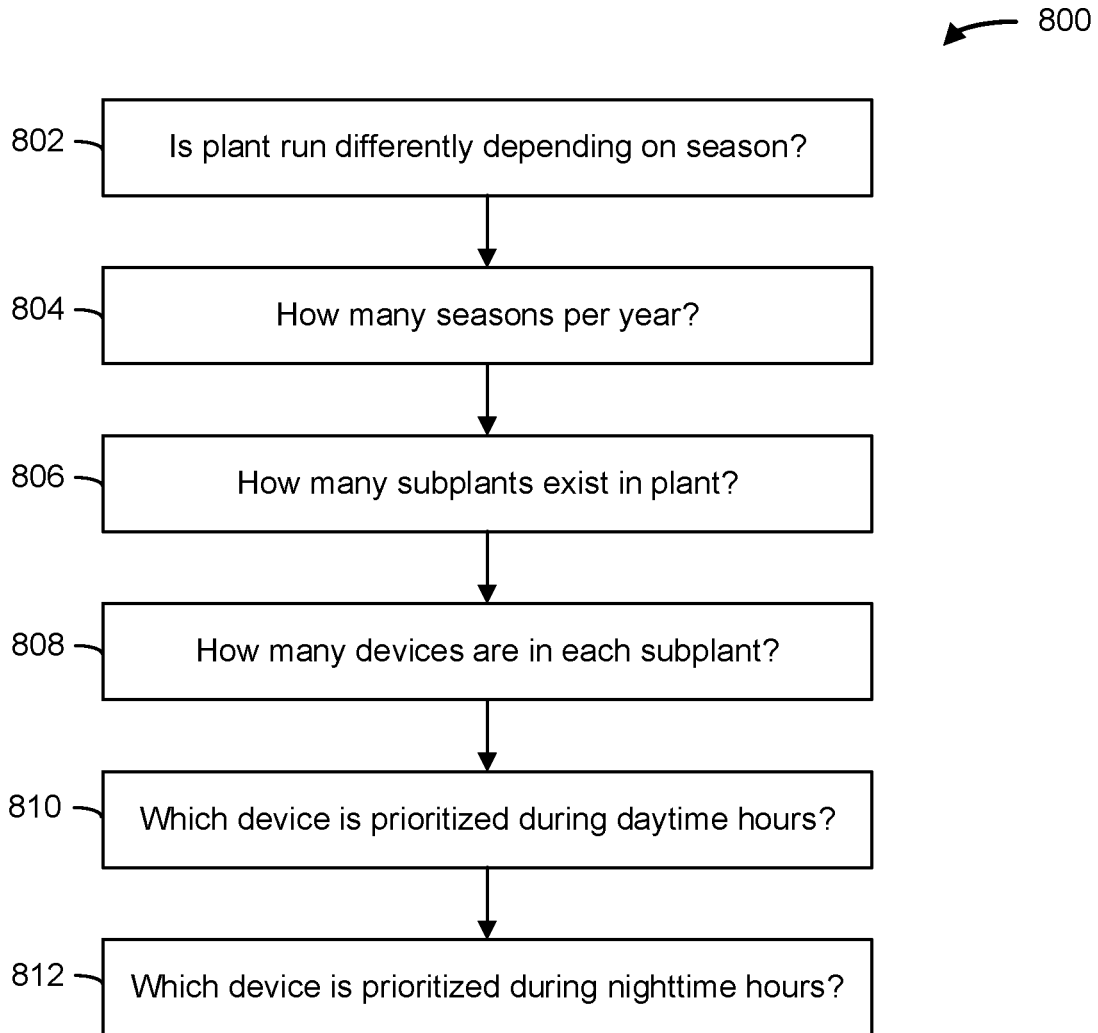 800
802 Is plant run differently depending on season?
804 How many seasons per year?
806 How many subplants exist in plant?
808 How many devices are in each subplant?
810 Which device is prioritized during daytime hours?
812 Which device is prioritized during nighttime hours?